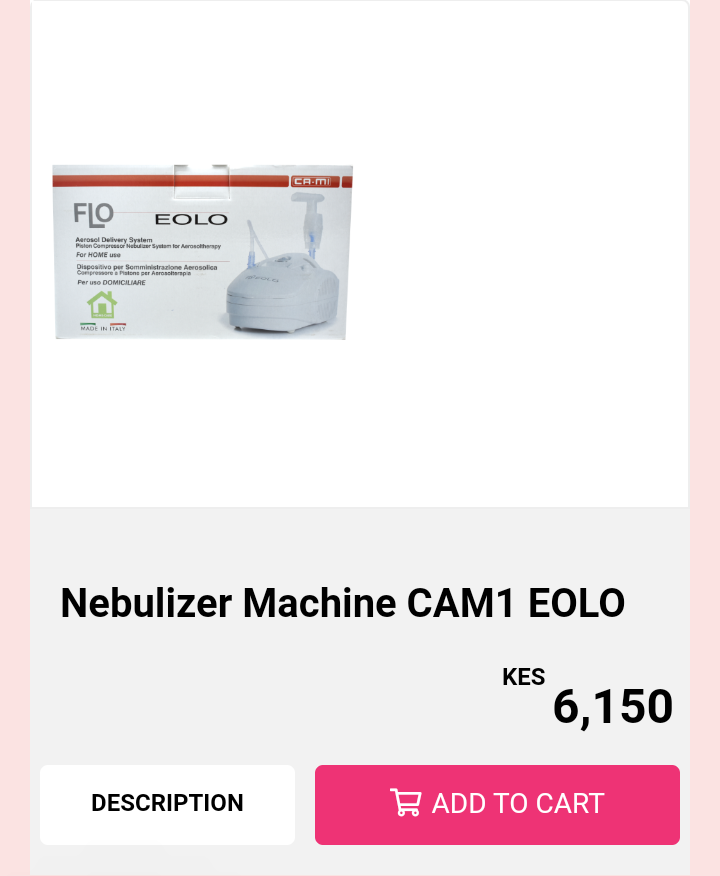 CA-MI
FLO
EOLO
Aerosol Delivery System
Piston Compressor Nebulizer System for Aerosoltherapy
For HOME use
Dispositivo per Somministrazione Aerosolica
Compressore a Pistone per Aerosolterapia
Per uso DOMICILIARE
MADE IN ITALY
EOLO
Nebulizer Machine CAM1 EOLO
KES
6,150
DESCRIPTION
ADD TO CART